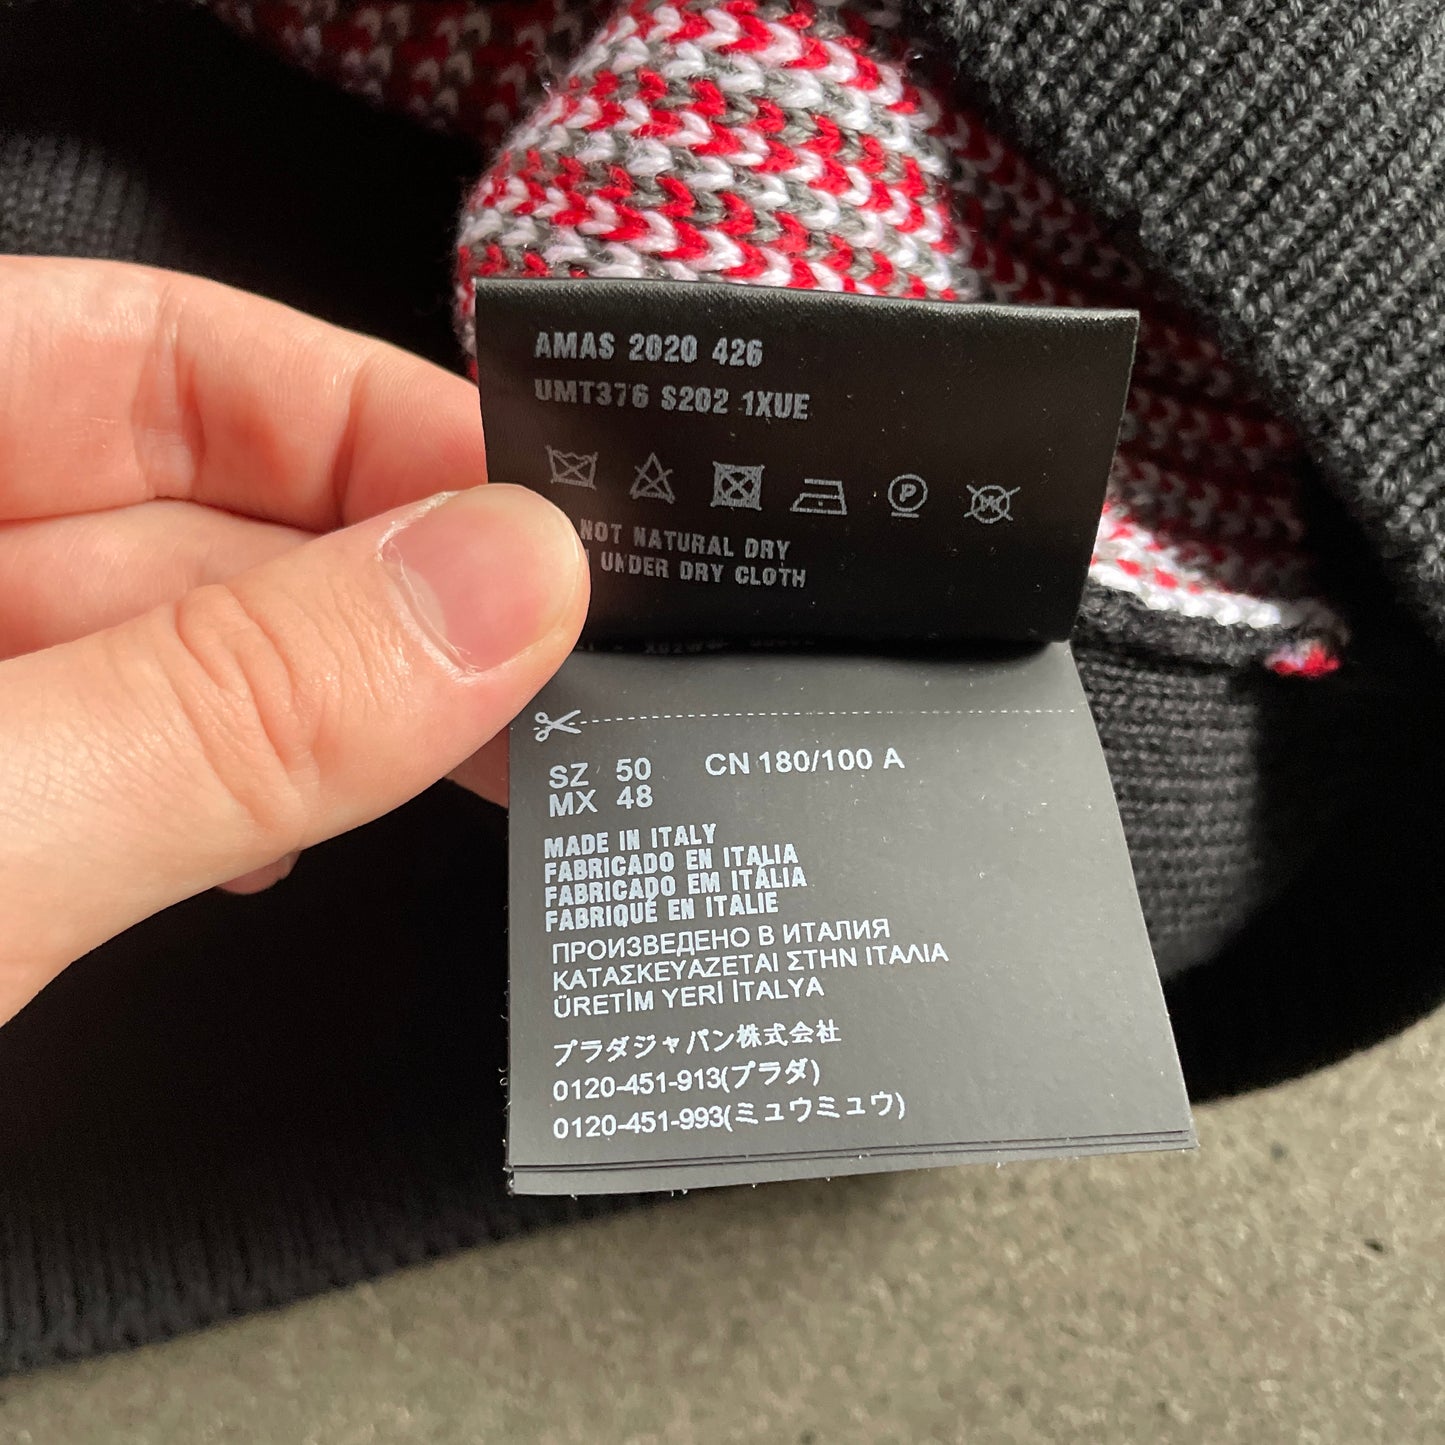 AMAS 2020 426
UMT376 S202 1XUE
P
NOT NATURAL DRY
UNDER DRY CLOTH
SZ 50 CN 180/100 A
MX 48
MADE IN ITALY
FABRICADO EN ITALIA
FABRICADO EM ITÁLIA
FABRIQUÉ EN ITALIE
ПРОИЗВЕДЕНО В ИТАЛИЯ
ΚΑΤΑΣΚΕΥΑΖΕΤΑΙ ΣΤΗΝ ΙΤΑΛΙΑ
ÜRETİM YERİ İTALYA
プラダジャパン株式会社
0120-451-913(プラダ)
0120-451-993(ミュウミュウ)